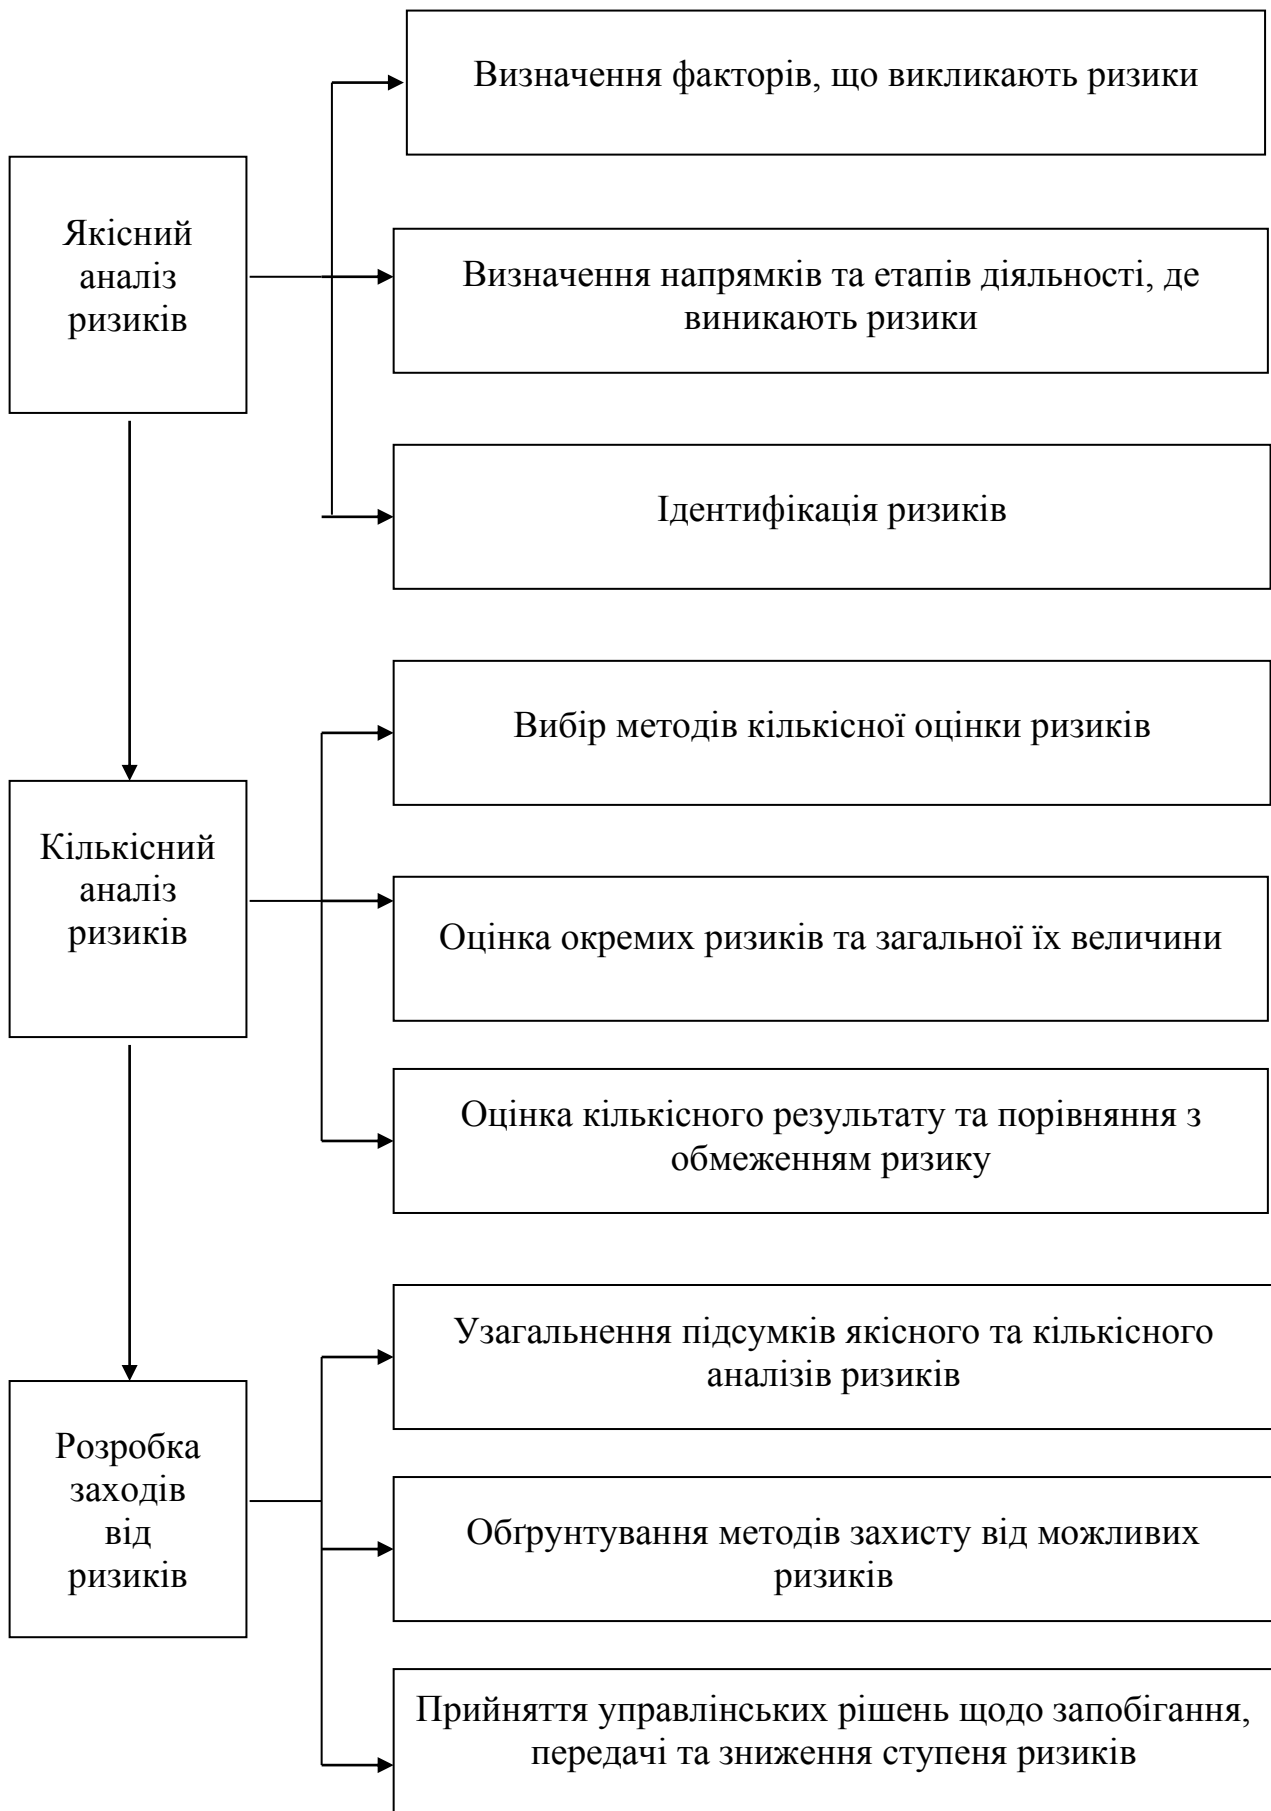 Визначення факторів, що викликають ризики
Якісний
аналіз
ризиків
Визначення напрямків та етапів діяльності, де
виникають ризики
Ідентифікація ризиків
Вибір методів кількісної оцінки ризиків
Кількісний
аналіз
ризиків
Оцінка окремих ризиків та загальної їх величини
Оцінка кількісного результату та порівняння з
обмеженням ризику
Узагальнення підсумків якісного та кількісного
аналізів ризиків
Розробка
заходів
від
ризиків
Обґрунтування методів захисту від можливих
ризиків
Прийняття управлінських рішень щодо запобігання,
передачі та зниження ступеня ризиків